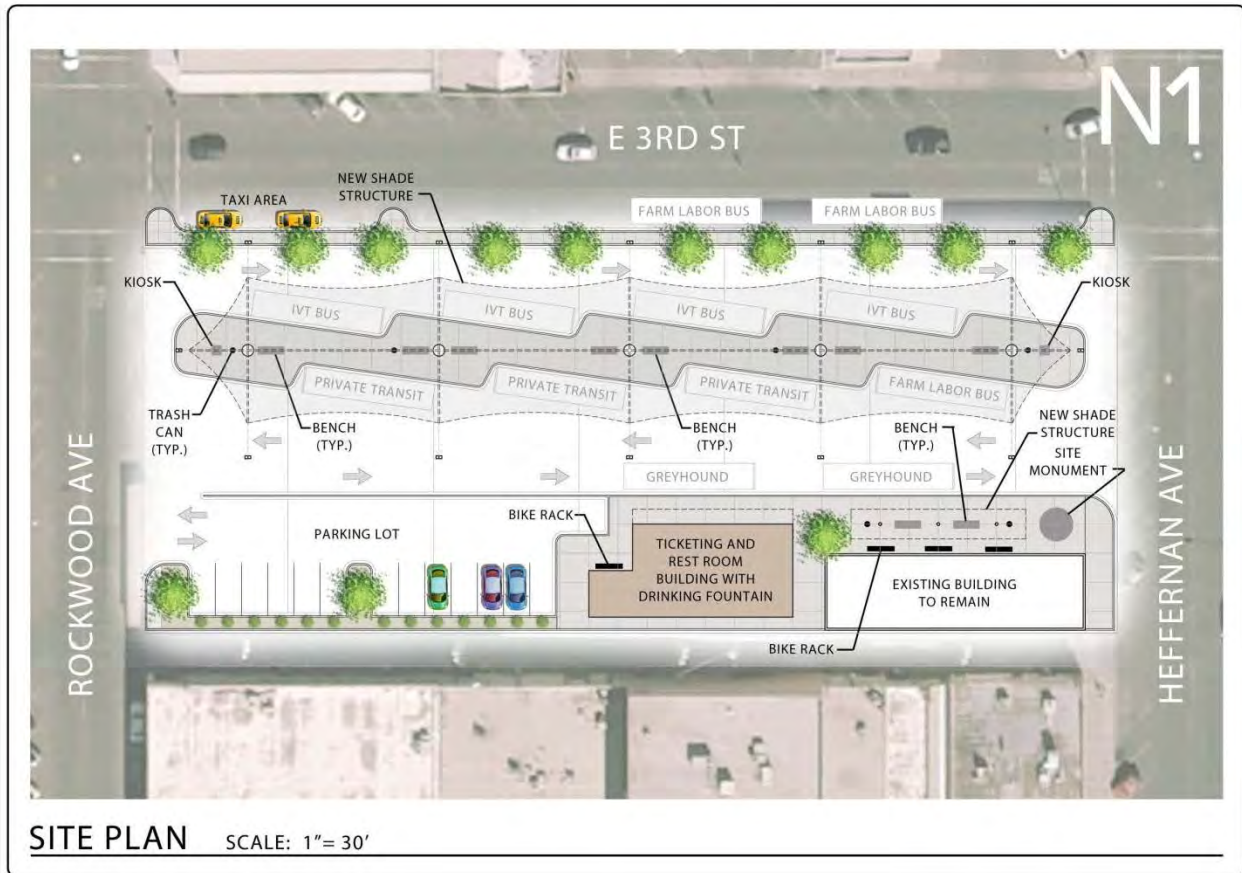 N1
E 3RD ST
NEW SHADE
STRUCTURE
TAXI AREA
FARM LABOR BUS
FARM LABOR BUS
KIOSK
KIOSK
IVT BUS
IVT BUS
IVT BUS
IVT BUS
PRIVATE TRANSIT
PRIVATE TRANSIT
PRIVATE TRANSIT
FARM LABOR BUS
TRASH
CAN
(TYP.)
BENCH
(TYP.)
BENCH
(TYP.)
BENCH
(TYP.)
NEW SHADE
STRUCTURE
SITE
MONUMENT
GREYHOUND
GREYHOUND
ROCKWOOD AVE
HEFFERNAN AVE
BIKE RACK
PARKING LOT
TICKETING AND
REST ROOM
BUILDING WITH
DRINKING FOUNTAIN
EXISTING BUILDING
TO REMAIN
BIKE RACK
SITE PLAN SCALE: 1"= 30'